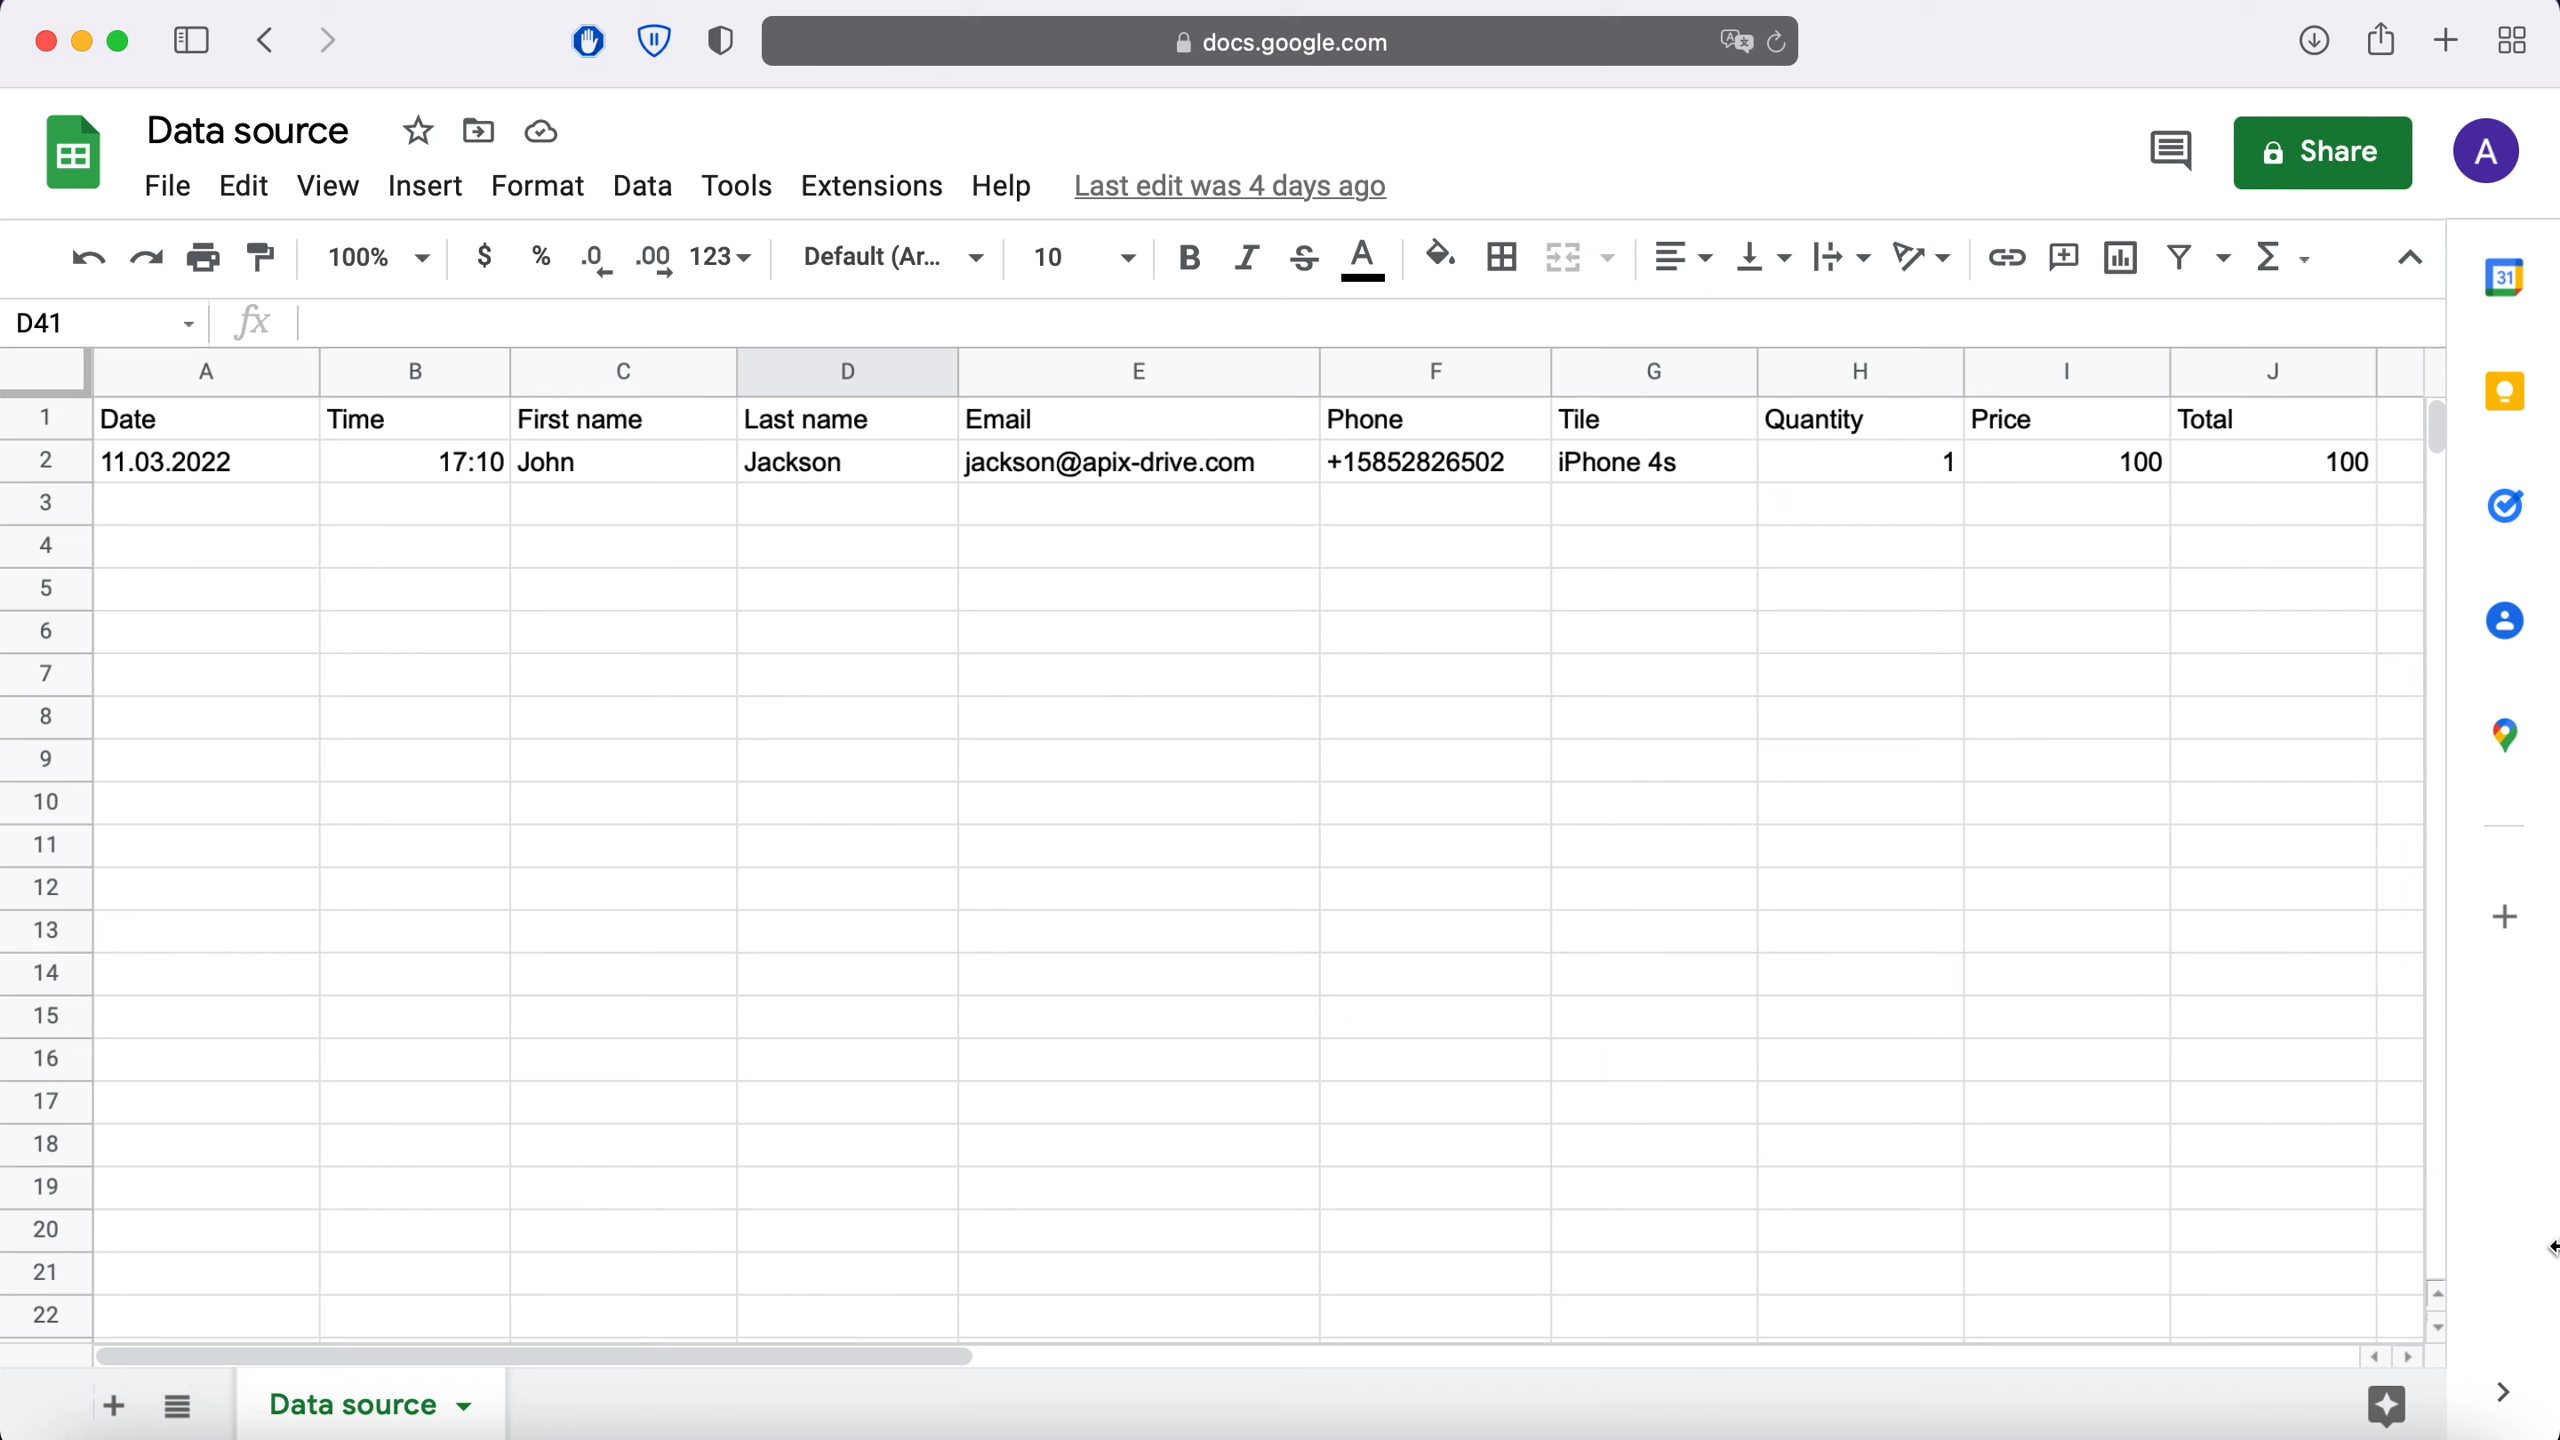 docs.google.com
Data source
File Edit View Insert Format Data Tools Extensions Help Last edit was 4 days ago
Share
A
100% $ % .0 .00 123 Default (Ar... 10 B I S A Σ
31
D41 fx
A B C D E F G H I J
1 Date Time First name Last name Email Phone Tile Quantity Price Total
2 11.03.2022 17:10 John Jackson jackson@apix-drive.com +15852826502 iPhone 4s 1 100 100
3
4
5
6
7
8
9
10
11
12
13
14
15
16
17
18
19
20
21
22
Data source